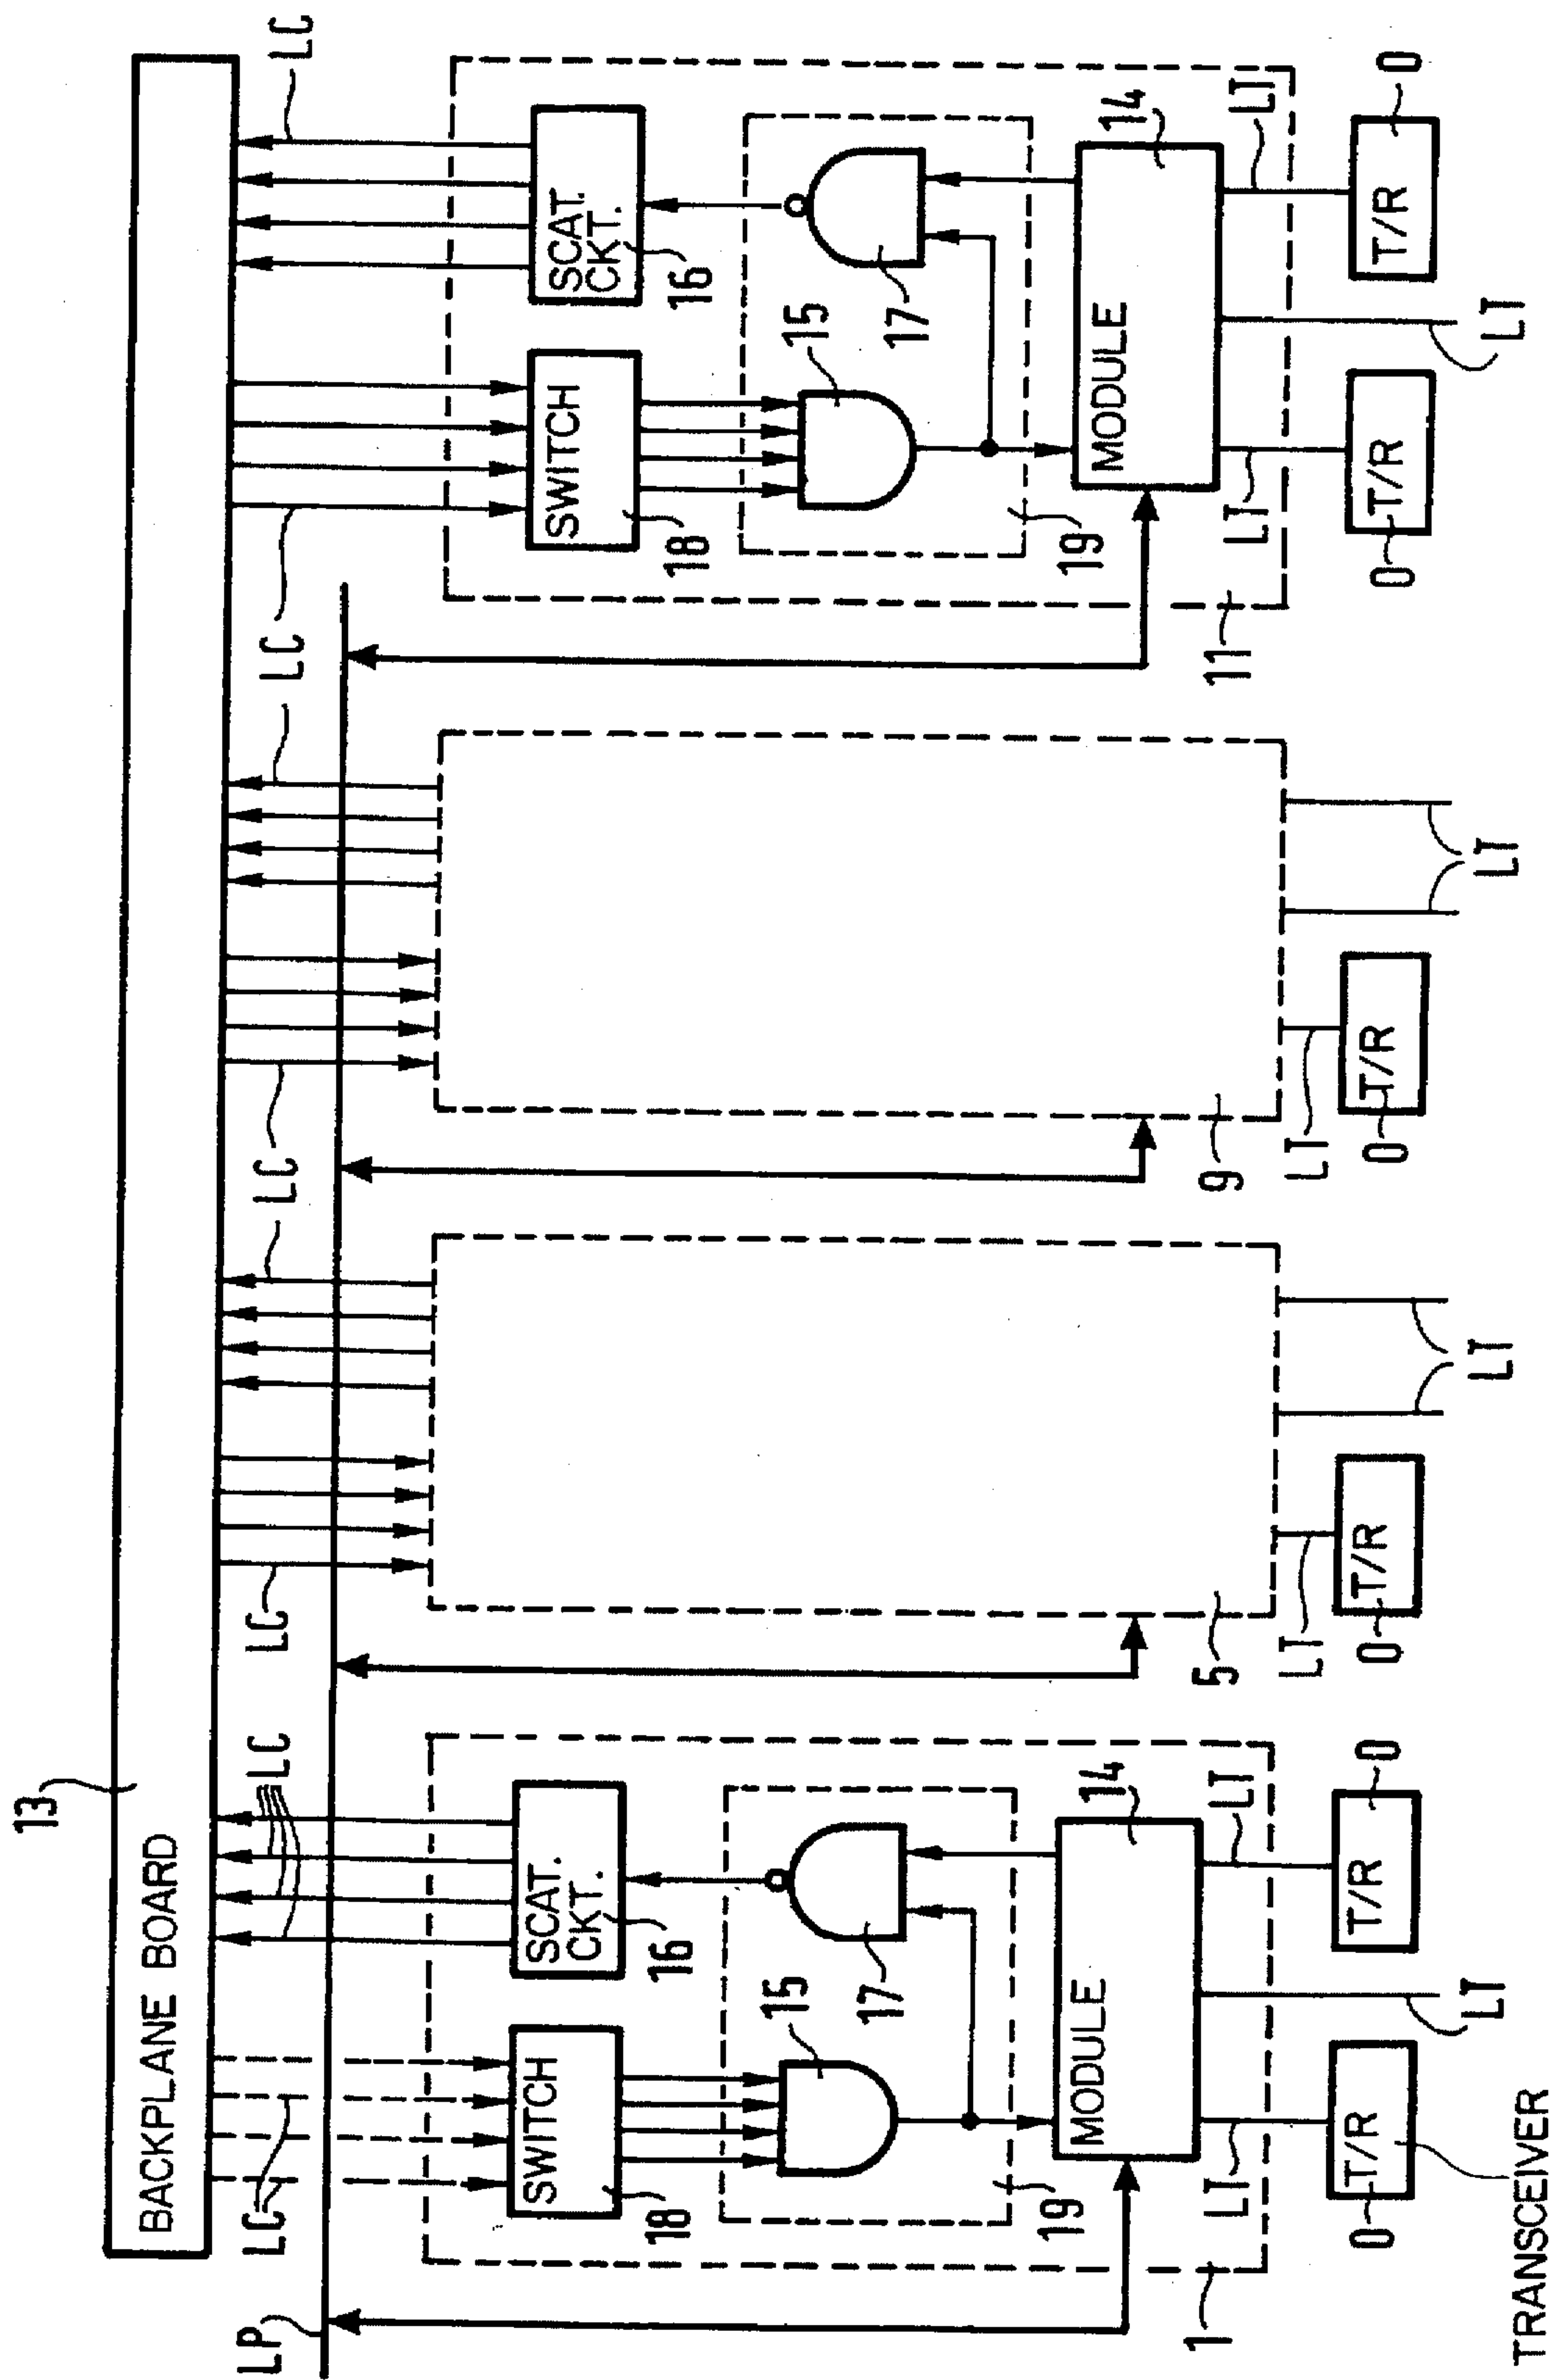 13
BACKPLANE BOARD
LP
LC
LC
LC
LC
LC
LC
LC
LC
SWITCH
18
SCAT.
CKT.
16
15
17
19
MODULE
14
1
LT
LT
LT
T/R
0
T/R
0
TRANSCEIVER
5
LT
LT
T/R
0
9
LT
LT
T/R
0
SWITCH
18
SCAT.
CKT.
16
15
17
19
MODULE
14
11
LT
LT
LT
T/R
0
T/R
0